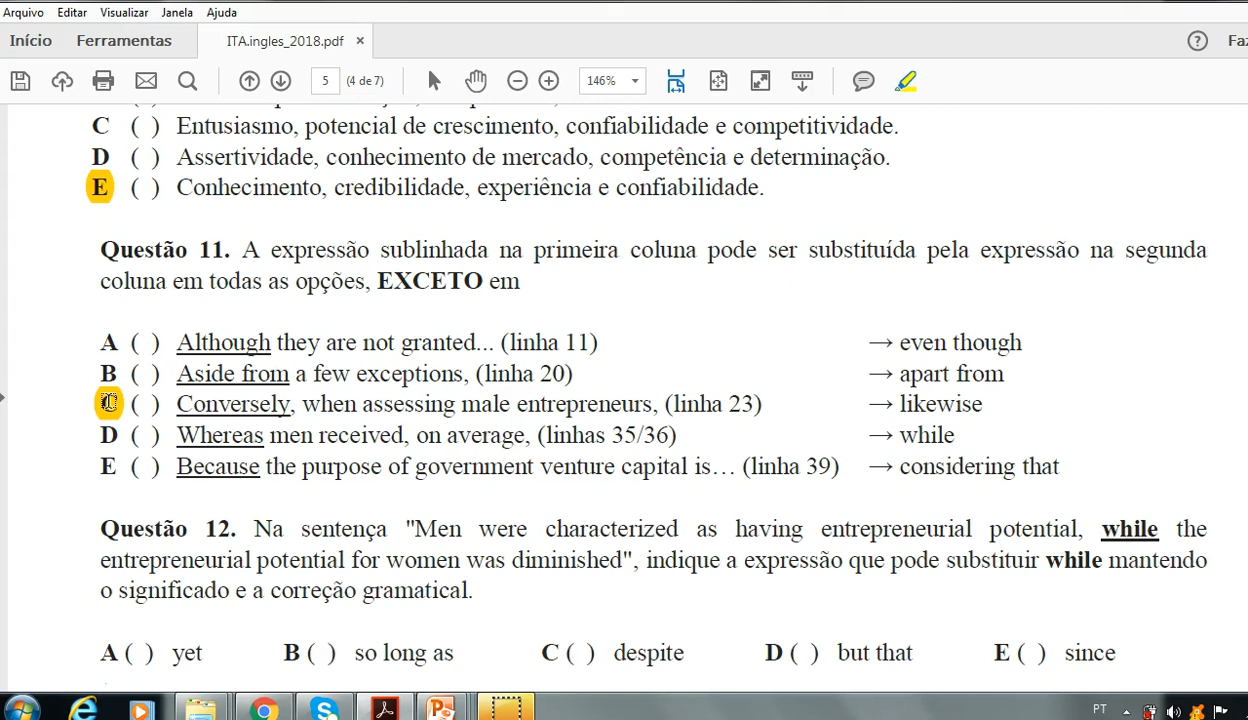 Arquivo Editar Visualizar Janela Ajuda
Início Ferramentas ITA.ingles_2018.pdf × ? Faz
5 (4 de 7) 146%
C ( ) Entusiasmo, potencial de crescimento, confiabilidade e competitividade.
D ( ) Assertividade, conhecimento de mercado, competência e determinação.
E ( ) Conhecimento, credibilidade, experiência e confiabilidade.
Questão 11. A expressão sublinhada na primeira coluna pode ser substituída pela expressão na segunda
coluna em todas as opções, EXCETO em
A ( ) Although they are not granted... (linha 11) → even though
B ( ) Aside from a few exceptions, (linha 20) → apart from
C ( ) Conversely, when assessing male entrepreneurs, (linha 23) → likewise
D ( ) Whereas men received, on average, (linhas 35/36) → while
E ( ) Because the purpose of government venture capital is… (linha 39) → considering that
Questão 12. Na sentença "Men were characterized as having entrepreneurial potential, while the
entrepreneurial potential for women was diminished", indique a expressão que pode substituir while mantendo
o significado e a correção gramatical.
A ( ) yet B ( ) so long as C ( ) despite D ( ) but that E ( ) since
PT